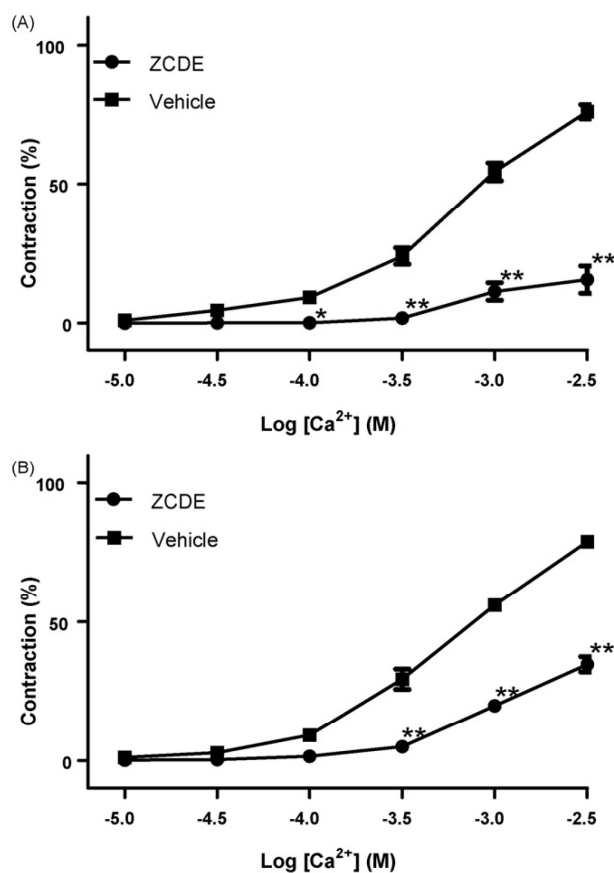 (A)
100
ZCDE
Vehicle
Contraction (%)
50
**
**
**
*
0
-5.0 -4.5 -4.0 -3.5 -3.0 -2.5
Log [Ca²⁺] (M)
(B)
100
ZCDE
Vehicle
Contraction (%)
50
**
**
**
0
-5.0 -4.5 -4.0 -3.5 -3.0 -2.5
Log [Ca²⁺] (M)